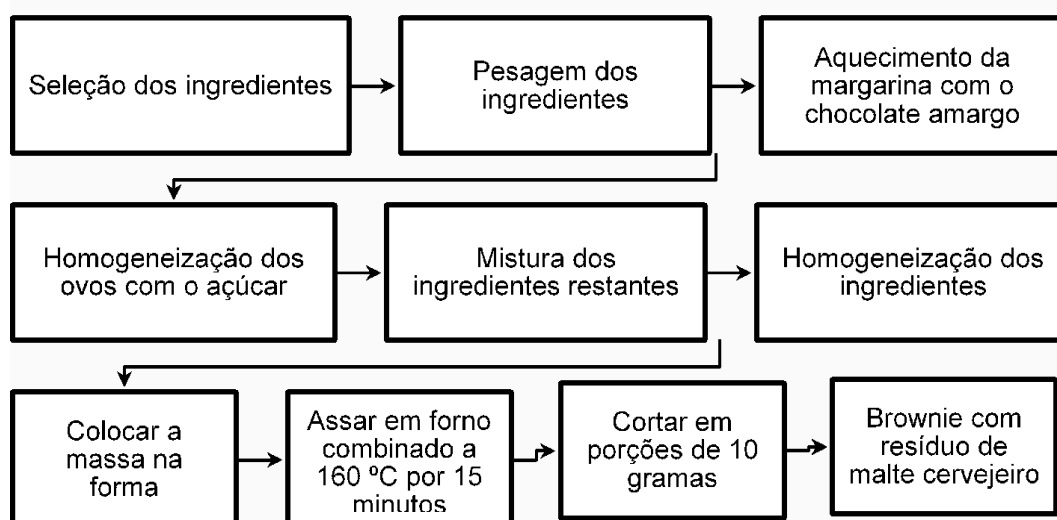 Seleção dos ingredientes
Pesagem dos
ingredientes
Aquecimento da
margarina com o
chocolate amargo
Homogeneização dos
ovos com o açúcar
Mistura dos
ingredientes restantes
Homogeneização dos
ingredientes
Colocar a
massa na
forma
Assar em forno
combinado a
160 ºC por 15
minutos
Cortar em
porções de 10
gramas
Brownie com
resíduo de
malte cervejeiro